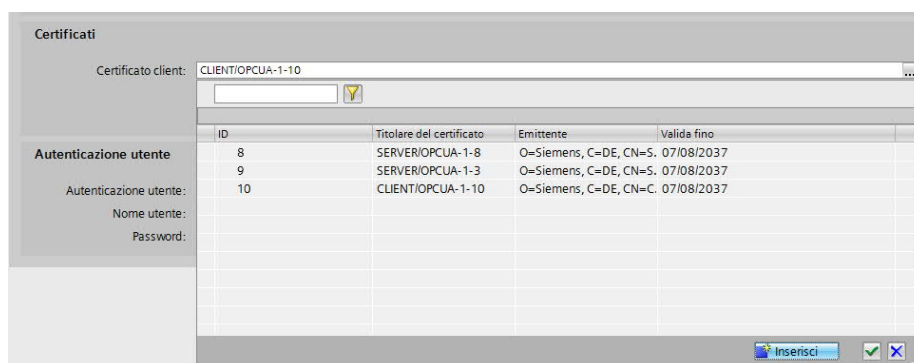 Certificati
Certificato client: CLIENT/OPCUA-1-10 ...
ID Titolare del certificato Emittente Valida fino
8 SERVER/OPCUA-1-8 O=Siemens, C=DE, CN=S. 07/08/2037
Autenticazione utente
9 SERVER/OPCUA-1-3 O=Siemens, C=DE, CN=S. 07/08/2037
Autenticazione utente: 10 CLIENT/OPCUA-1-10 O=Siemens, C=DE, CN=C. 07/08/2037
Nome utente:
Password:
Inserisci